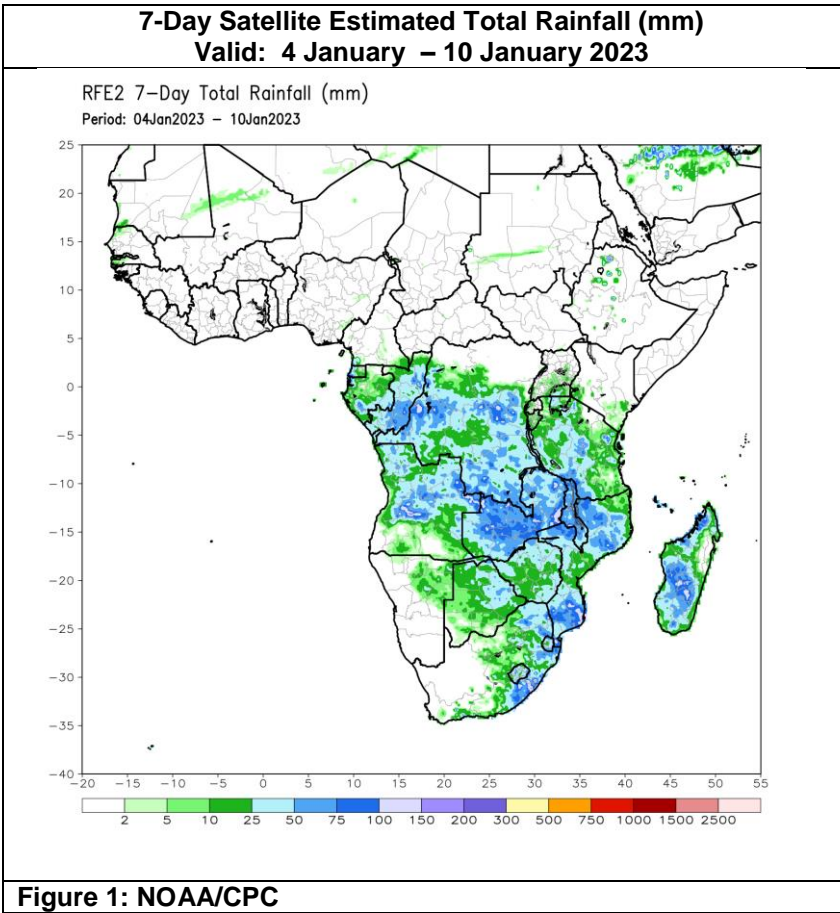 7-Day Satellite Estimated Total Rainfall (mm)
Valid:  4 January  – 10 January 2023
RFE2 7-Day Total Rainfall (mm)
Period: 04Jan2023 – 10Jan2023
25
20
15
10
5
0
−5
−10
−15
−20
−25
−30
−35
−40
−20 −15 −10 −5 0 5 10 15 20 25 30 35 40 45 50 55
2 5 10 25 50 75 100 150 200 300 500 750 1000 1500 2500
Figure 1: NOAA/CPC